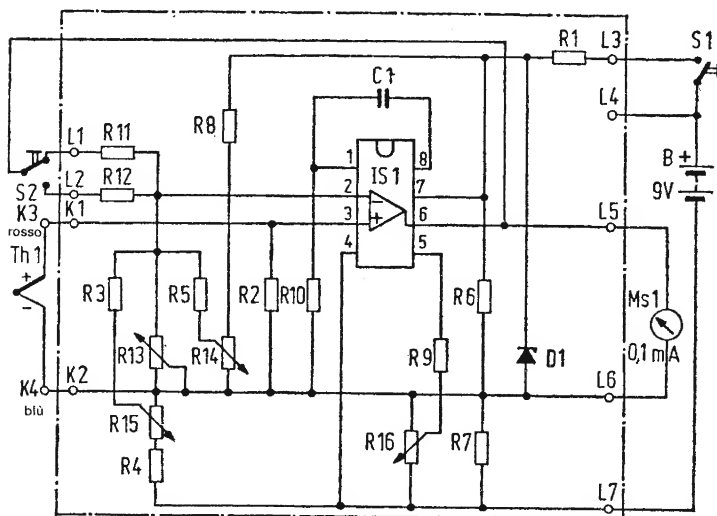 R1
L3
S1
C1
L4
R8
L1
R11
1
8
IS1
B +
L2
R12
2
7
9V
S2
K3
K1
3
6
L5
rosso
Th1
4
5
+
−
R3
R5
R2
R10
R6
Ms1
R13
R14
R9
D1
0,1mA
K4
K2
L6
blù
R15
R16
R7
R4
L7